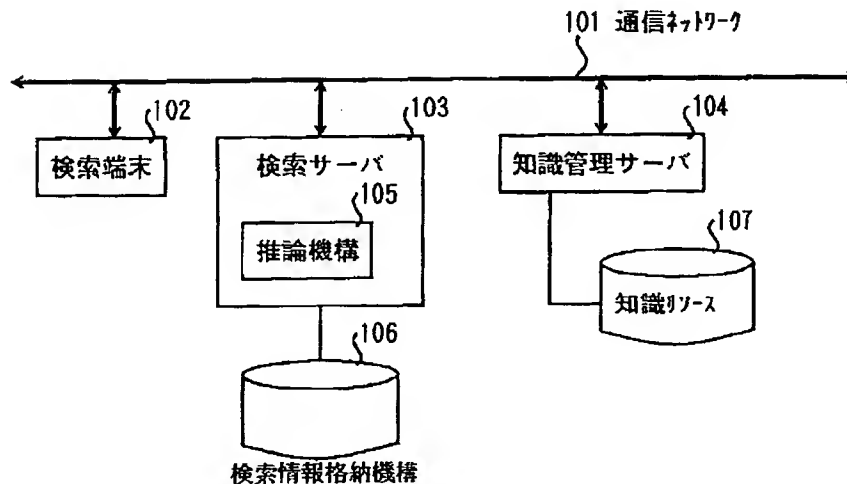 101 通信ネットワーク
102
検索端末
103
検索サーバ
105
推論機構
104
知識管理サーバ
107
知識リソース
106
検索情報格納機構